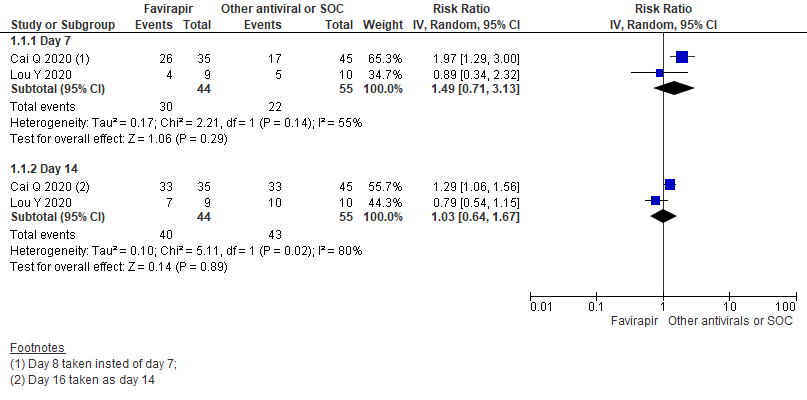 Favirapir Other antiviral or SOC Risk Ratio Risk Ratio
Study or Subgroup Events Total Events Total Weight IV, Random, 95% CI IV, Random, 95% CI
1.1.1 Day 7
Cai Q 2020 (1) 26 35 17 45 65.3% 1.97 [1.29, 3.00]
Lou Y 2020 4 9 5 10 34.7% 0.89 [0.34, 2.32]
Subtotal (95% CI) 44 55 100.0% 1.49 [0.71, 3.13]
Total events 30 22
Heterogeneity: Tau² = 0.17; Chi² = 2.21, df = 1 (P = 0.14); I² = 55%
Test for overall effect: Z = 1.06 (P = 0.29)
1.1.2 Day 14
Cai Q 2020 (2) 33 35 33 45 55.7% 1.29 [1.06, 1.56]
Lou Y 2020 7 9 10 10 44.3% 0.79 [0.54, 1.15]
Subtotal (95% CI) 44 55 100.0% 1.03 [0.64, 1.67]
Total events 40 43
Heterogeneity: Tau² = 0.10; Chi² = 5.11, df = 1 (P = 0.02); I² = 80%
Test for overall effect: Z = 0.14 (P = 0.89)
0.01 0.1 1 10 100
Favirapir Other antivirals or SOC
Footnotes
(1) Day 8 taken insted of day 7;
(2) Day 16 taken as day 14